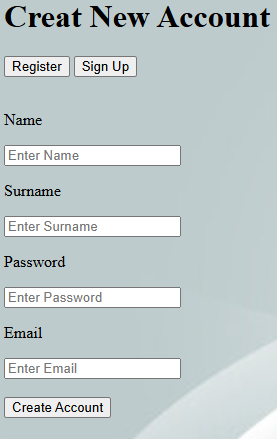 Creat New Account
Register Sign Up
Name
Enter Name
Surname
Enter Surname
Password
Enter Password
Email
Enter Email
Create Account